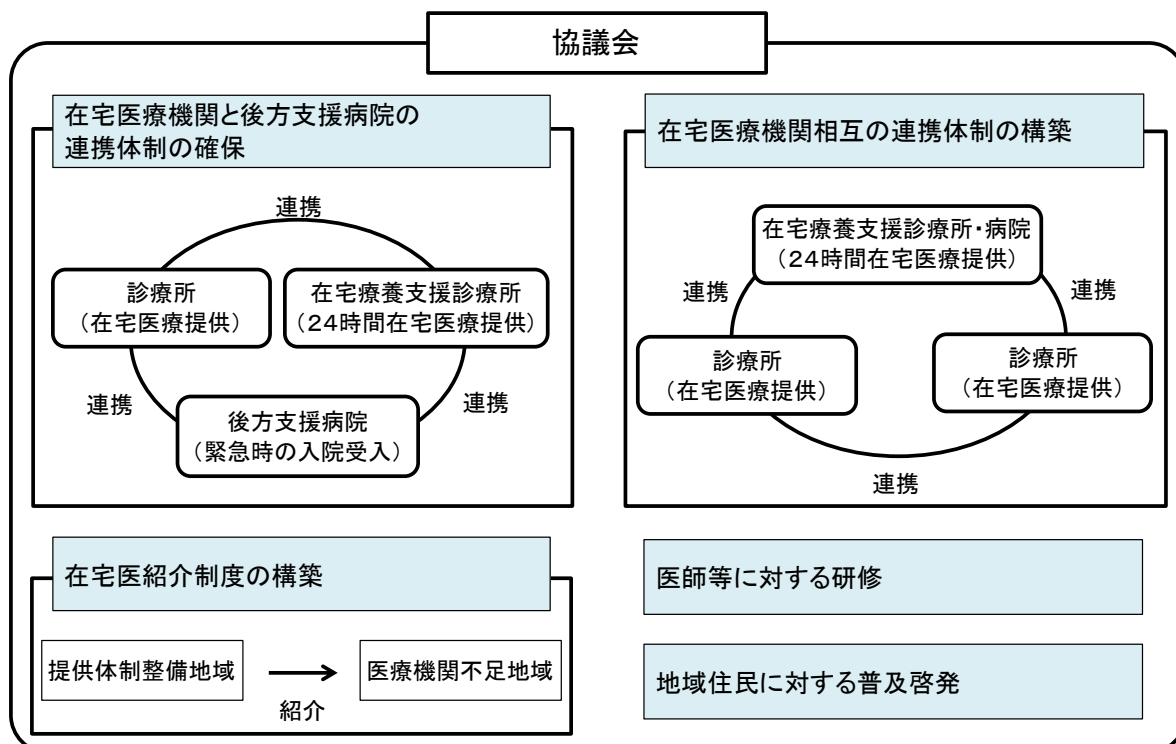 協議会
在宅医療機関と後方支援病院の
連携体制の確保
連携
診療所
(在宅医療提供)
在宅療養支援診療所
(24時間在宅医療提供)
連携
連携
後方支援病院
(緊急時の入院受入)
在宅医療機関相互の連携体制の構築
在宅療養支援診療所・病院
(24時間在宅医療提供)
連携
連携
診療所
(在宅医療提供)
診療所
(在宅医療提供)
連携
在宅医紹介制度の構築
提供体制整備地域
紹介
医療機関不足地域
医師等に対する研修
地域住民に対する普及啓発